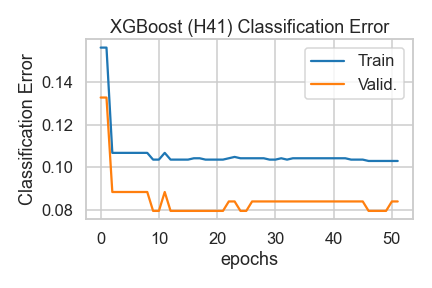 XGBoost (H41) Classification Error
Train
Valid.
Classification Error
0.14
0.12
0.10
0.08
0
10
20
30
40
50
epochs